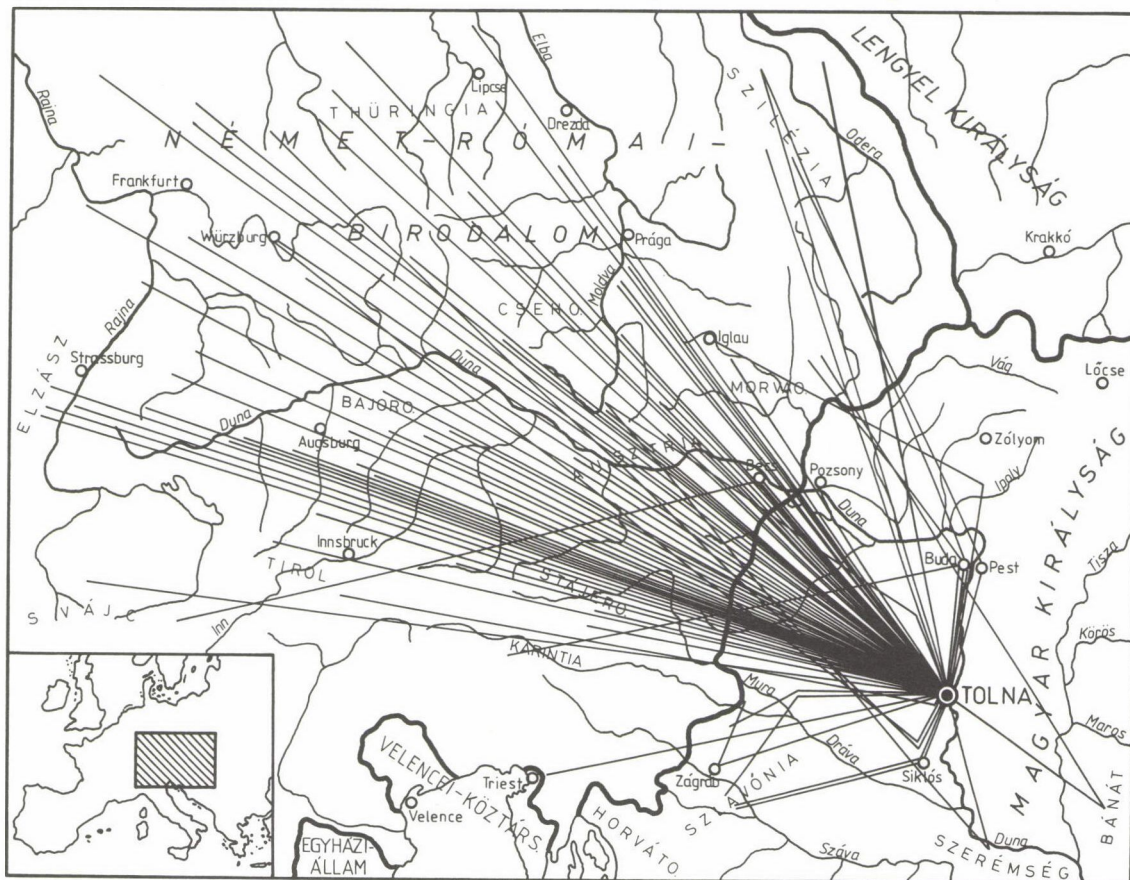 LENGYEL KIRÁLYSÁG
Elba
Rajna
Lipcse
THÜRINGIA
Drezda
SZILÉZIA
Odera
NÉMET-RÓMAI-
Frankfurt
Würzburg
BIRODALOM
Prága
Krakkó
CSEHO.
Moldva
Rajna
Iglau
ELZÁSZ
Strassburg
Duna
Vág
Lőcse
MORVAO.
BAJORO.
Duna
Augsburg
Zólyom
AUSZTRIA
Bécs
Pozsony
Ipoly
Duna
MAGYAR KIRÁLYSÁG
Tisza
Innsbruck
TIROL
Buda
Pest
STÁJERO.
SVÁJC
Inn
Körös
KARINTIA
Mura
TOLNA
Maros
Dráva
VELENCEI-KÖZTÁRS.
Triest
Zágráb
SZLAVÓNIA
Siklós
BÁNÁT
Velence
HORVÁTO.
EGYHÁZI-
ÁLLAM
Száva
Duna
SZERÉMSÉG